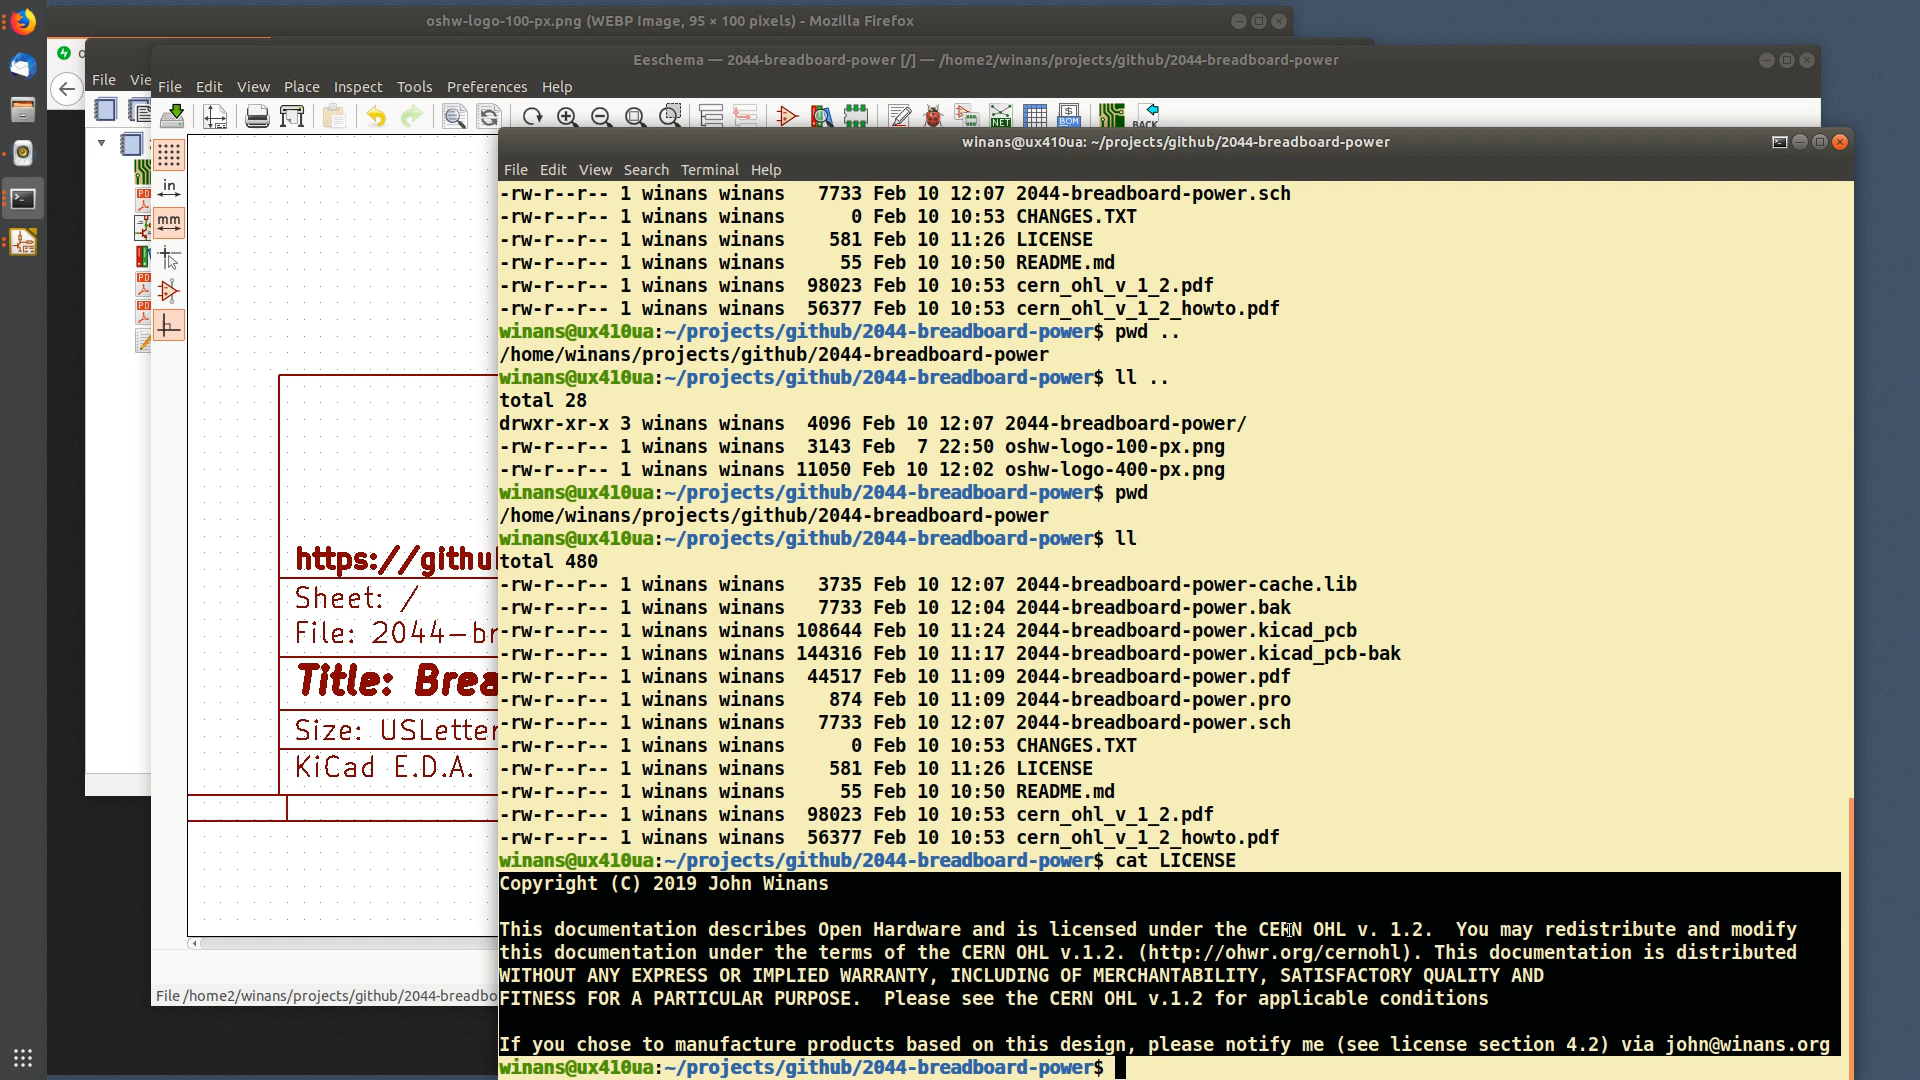 oshw-logo-100-px.png (WEBP Image, 95 × 100 pixels) - Mozilla Firefox
Eeschema — 2044-breadboard-power [/] — /home2/winans/projects/github/2044-breadboard-power
File Vie
File Edit View Place Inspect Tools Preferences Help
NET
BOM
BACK
in
mm
https://githu
Sheet: /
File: 2044-br
Title: Brea
Size: USLetter
KiCad E.D.A.
File /home2/winans/projects/github/2044-breadbo
winans@ux410ua: ~/projects/github/2044-breadboard-power
File Edit View Search Terminal Help
-rw-r--r-- 1 winans winans   7733 Feb 10 12:07 2044-breadboard-power.sch
-rw-r--r-- 1 winans winans      0 Feb 10 10:53 CHANGES.TXT
-rw-r--r-- 1 winans winans    581 Feb 10 11:26 LICENSE
-rw-r--r-- 1 winans winans     55 Feb 10 10:50 README.md
-rw-r--r-- 1 winans winans  98023 Feb 10 10:53 cern_ohl_v_1_2.pdf
-rw-r--r-- 1 winans winans  56377 Feb 10 10:53 cern_ohl_v_1_2_howto.pdf
winans@ux410ua:~/projects/github/2044-breadboard-power$ pwd ..
/home/winans/projects/github/2044-breadboard-power
winans@ux410ua:~/projects/github/2044-breadboard-power$ ll ..
total 28
drwxr-xr-x 3 winans winans  4096 Feb 10 12:07 2044-breadboard-power/
-rw-r--r-- 1 winans winans  3143 Feb  7 22:50 oshw-logo-100-px.png
-rw-r--r-- 1 winans winans 11050 Feb 10 12:02 oshw-logo-400-px.png
winans@ux410ua:~/projects/github/2044-breadboard-power$ pwd
/home/winans/projects/github/2044-breadboard-power
winans@ux410ua:~/projects/github/2044-breadboard-power$ ll
total 480
-rw-r--r-- 1 winans winans   3735 Feb 10 12:07 2044-breadboard-power-cache.lib
-rw-r--r-- 1 winans winans   7733 Feb 10 12:04 2044-breadboard-power.bak
-rw-r--r-- 1 winans winans 108644 Feb 10 11:24 2044-breadboard-power.kicad_pcb
-rw-r--r-- 1 winans winans 144316 Feb 10 11:17 2044-breadboard-power.kicad_pcb-bak
-rw-r--r-- 1 winans winans  44517 Feb 10 11:09 2044-breadboard-power.pdf
-rw-r--r-- 1 winans winans    874 Feb 10 11:09 2044-breadboard-power.pro
-rw-r--r-- 1 winans winans   7733 Feb 10 12:07 2044-breadboard-power.sch
-rw-r--r-- 1 winans winans      0 Feb 10 10:53 CHANGES.TXT
-rw-r--r-- 1 winans winans    581 Feb 10 11:26 LICENSE
-rw-r--r-- 1 winans winans     55 Feb 10 10:50 README.md
-rw-r--r-- 1 winans winans  98023 Feb 10 10:53 cern_ohl_v_1_2.pdf
-rw-r--r-- 1 winans winans  56377 Feb 10 10:53 cern_ohl_v_1_2_howto.pdf
winans@ux410ua:~/projects/github/2044-breadboard-power$ cat LICENSE
Copyright (C) 2019 John Winans
This documentation describes Open Hardware and is licensed under the CERN OHL v. 1.2.  You may redistribute and modify
this documentation under the terms of the CERN OHL v.1.2. (http://ohwr.org/cernohl). This documentation is distributed
WITHOUT ANY EXPRESS OR IMPLIED WARRANTY, INCLUDING OF MERCHANTABILITY, SATISFACTORY QUALITY AND
FITNESS FOR A PARTICULAR PURPOSE.  Please see the CERN OHL v.1.2 for applicable conditions
If you chose to manufacture products based on this design, please notify me (see license section 4.2) via john@winans.org
winans@ux410ua:~/projects/github/2044-breadboard-power$